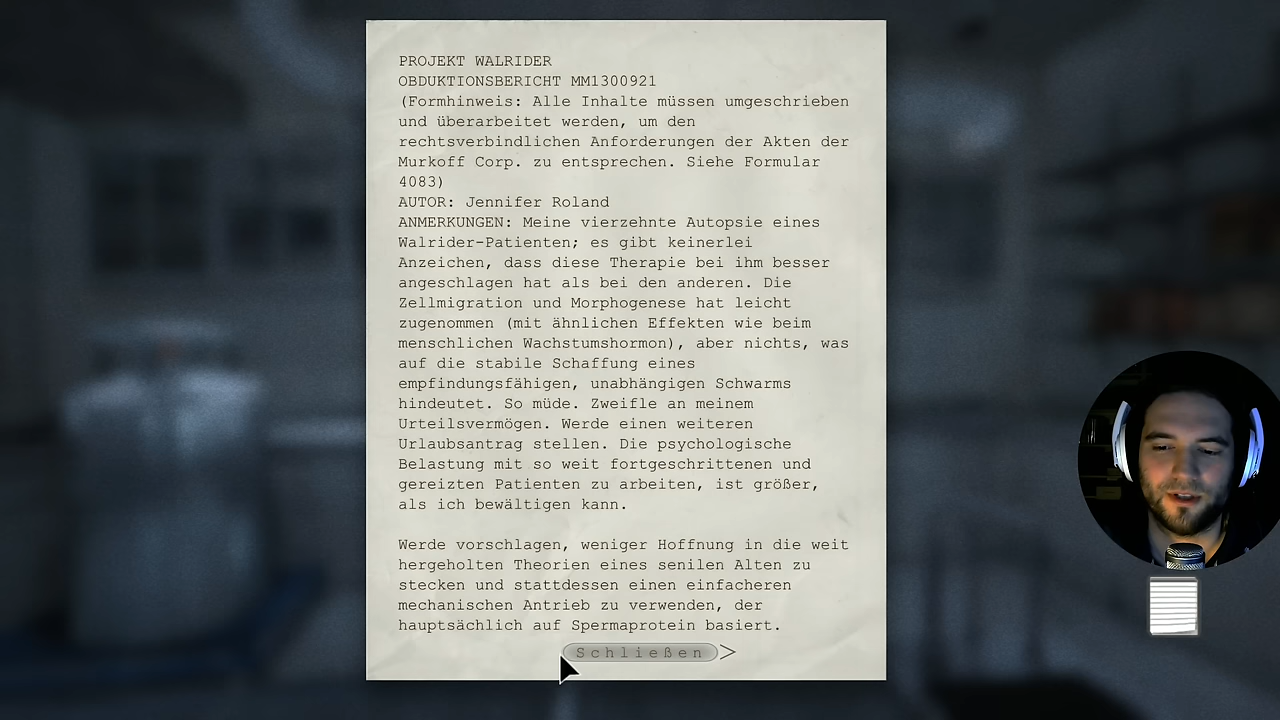 PROJEKT WALRIDER
OBDUKTIONSBERICHT MM1300921
(Formhinweis: Alle Inhalte müssen umgeschrieben
und überarbeitet werden, um den
rechtsverbindlichen Anforderungen der Akten der
Murkoff Corp. zu entsprechen. Siehe Formular
4083)
AUTOR: Jennifer Roland
ANMERKUNGEN: Meine vierzehnte Autopsie eines
Walrider-Patienten; es gibt keinerlei
Anzeichen, dass diese Therapie bei ihm besser
angeschlagen hat als bei den anderen. Die
Zellmigration und Morphogenese hat leicht
zugenommen (mit ähnlichen Effekten wie beim
menschlichen Wachstumshormon), aber nichts, was
auf die stabile Schaffung eines
empfindungsfähigen, unabhängigen Schwarms
hindeutet. So müde. Zweifle an meinem
Urteilsvermögen. Werde einen weiteren
Urlaubsantrag stellen. Die psychologische
Belastung mit so weit fortgeschrittenen und
gereizten Patienten zu arbeiten, ist größer,
als ich bewältigen kann.
Werde vorschlagen, weniger Hoffnung in die weit
hergeholten Theorien eines senilen Alten zu
stecken und stattdessen einen einfacheren
mechanischen Antrieb zu verwenden, der
hauptsächlich auf Spermaprotein basiert.
Schließen >